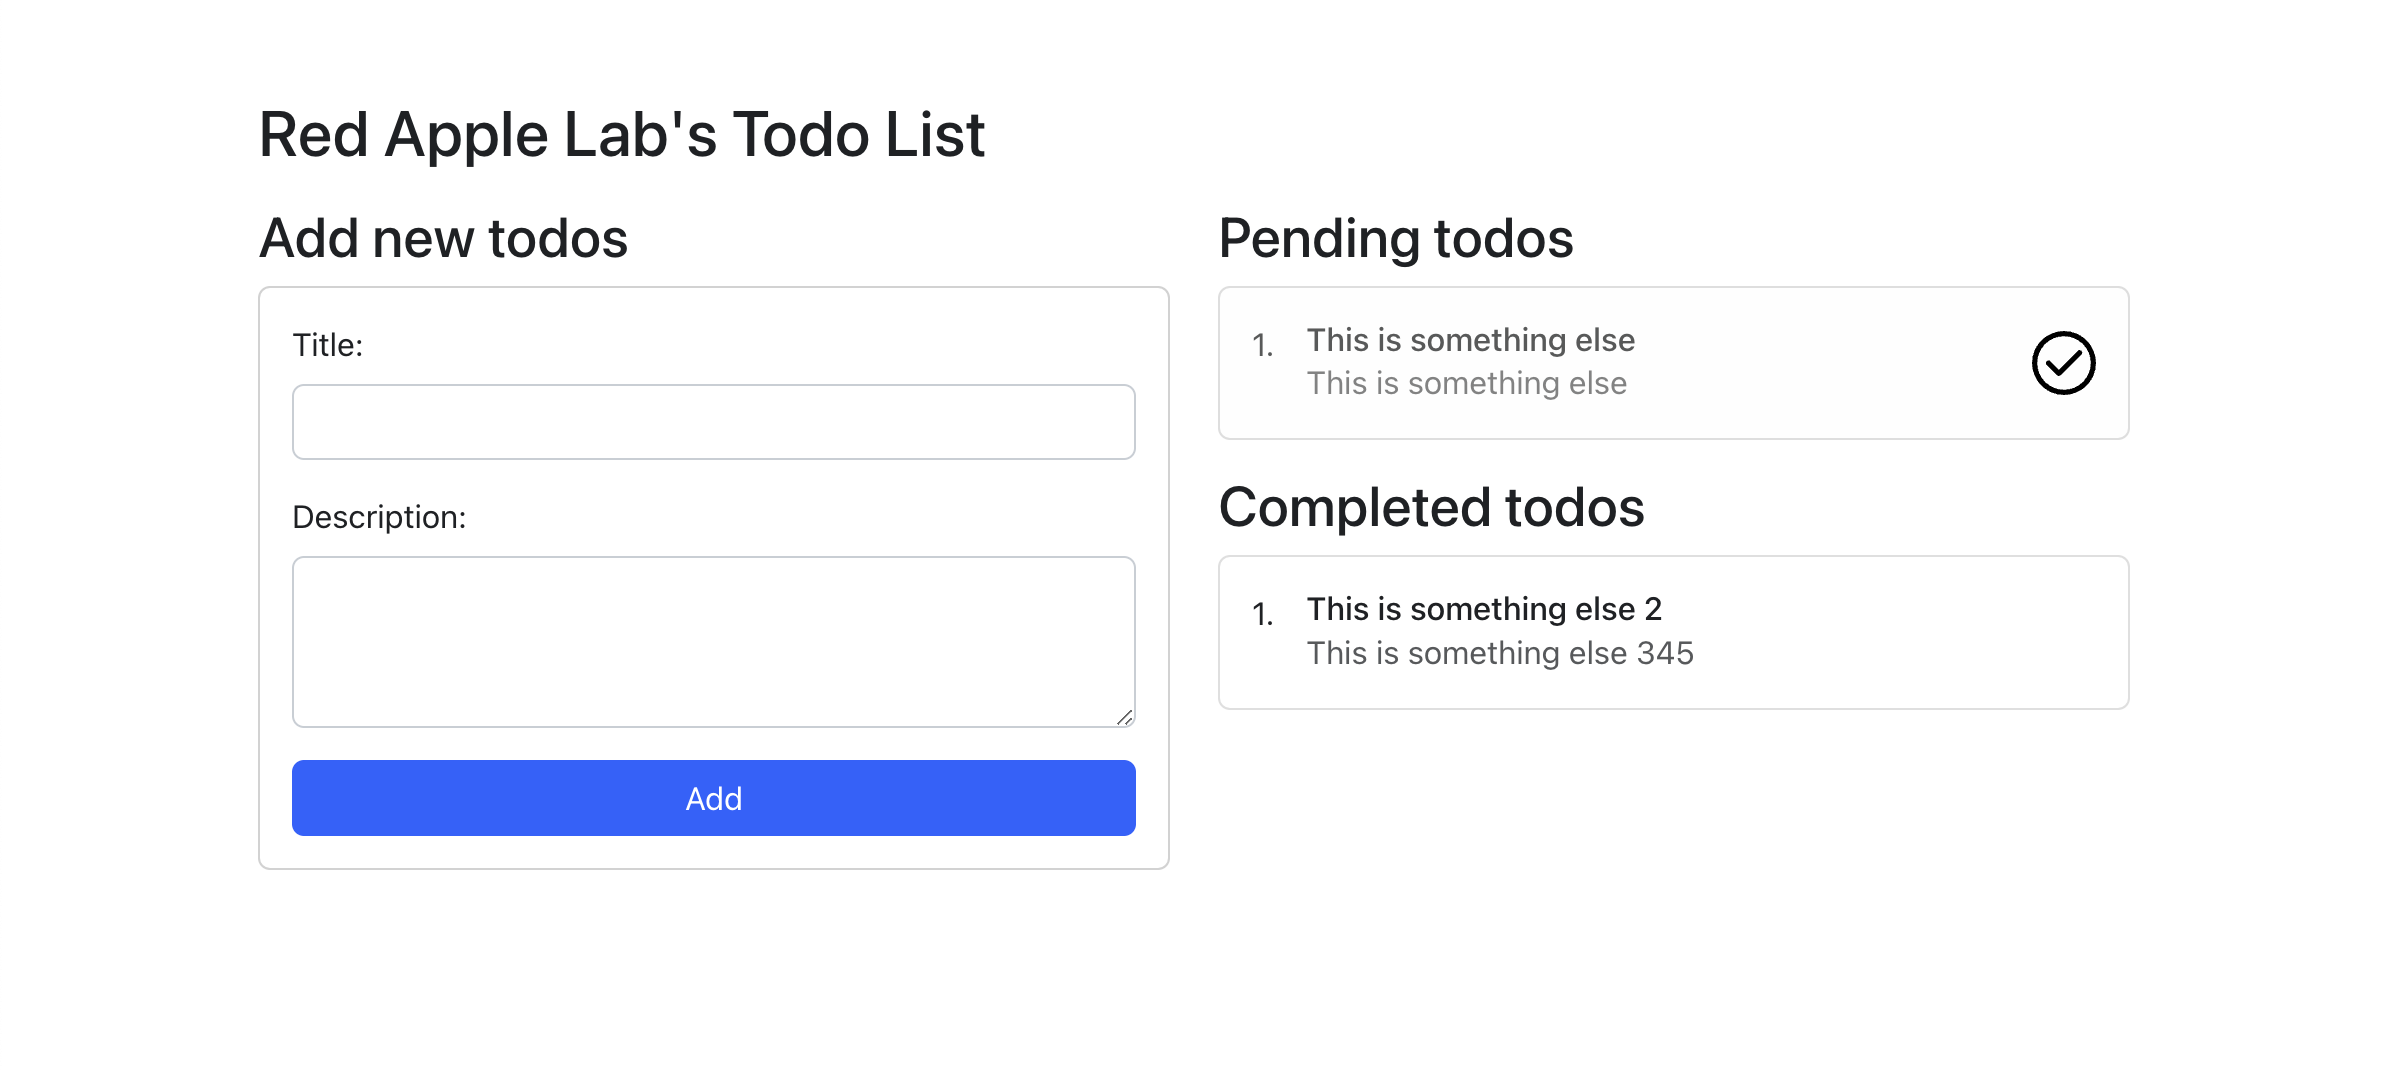 Red Apple Lab's Todo List
Add new todos
Title:
Description:
Add
Pending todos
1. This is something else
This is something else
Completed todos
1. This is something else 2
This is something else 345